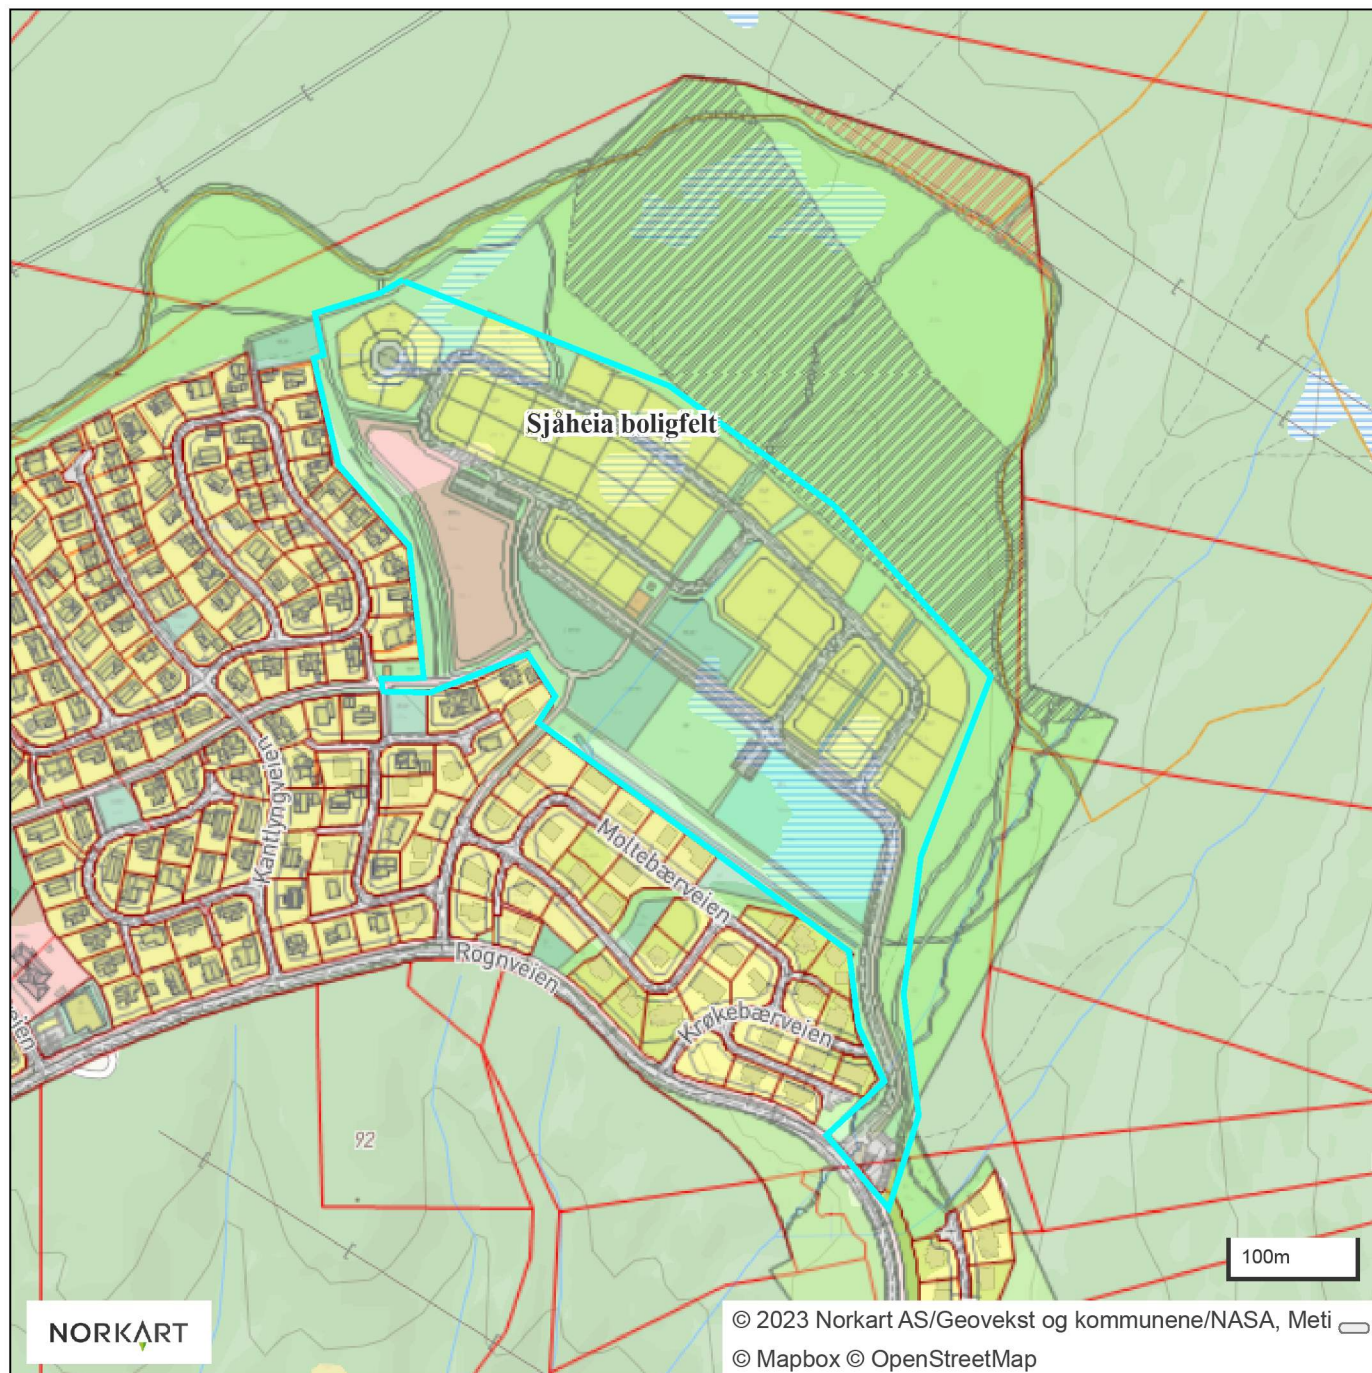 Sjåheia boligfelt
Kantlyngveien
Moltebærveien
Rognveien
Krøkebærveien
eien
92
100m
NORKART
© 2023 Norkart AS/Geovekst og kommunene/NASA, Meti
© Mapbox © OpenStreetMap